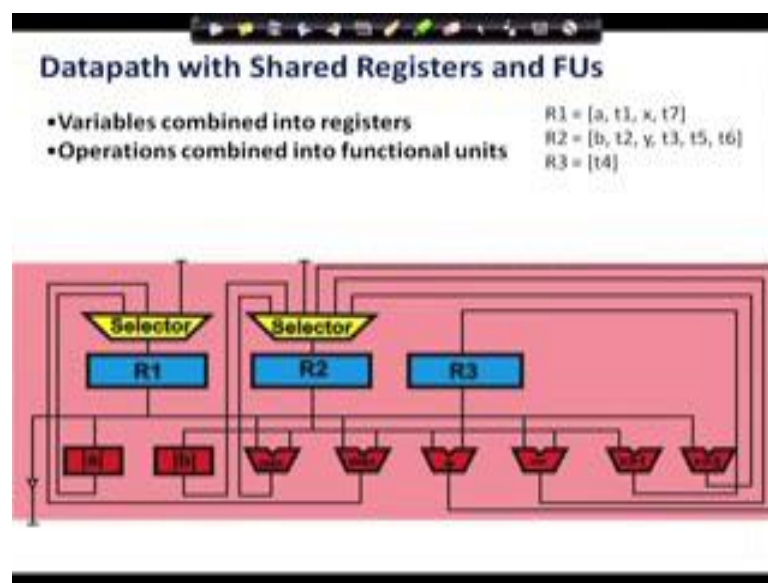 Datapath with Shared Registers and FUs
▪Variables combined into registers
▪Operations combined into functional units
R1 = [a, t1, x, t7]
R2 = [b, t2, y, t3, t5, t6]
R3 = [t4]
Selector
Selector
R1
R2
R3
|a|
|b|